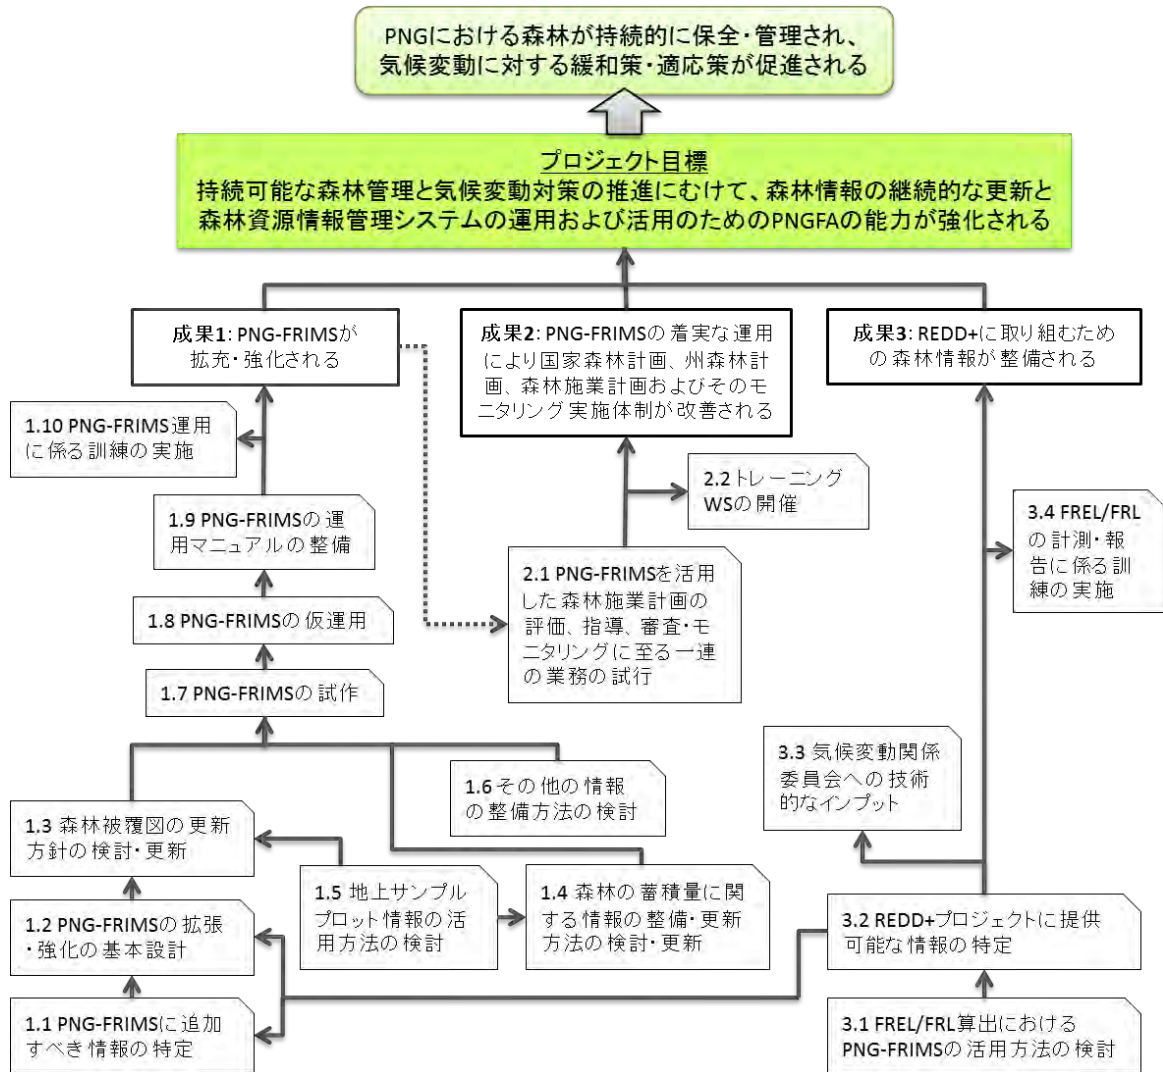 PNGにおける森林が持続的に保全・管理され、
気候変動に対する緩和策・適応策が促進される
プロジェクト目標
持続可能な森林管理と気候変動対策の推進にむけて、森林情報の継続的な更新と
森林資源情報管理システムの運用および活用のためのPNGFAの能力が強化される
成果1: PNG-FRIMSが
拡充・強化される
成果2: PNG-FRIMSの着実な運用
により国家森林計画、州森林計
画、森林施業計画およびそのモ
ニタリング実施体制が改善される
成果3: REDD+に取り組むため
の森林情報が整備される
1.10 PNG-FRIMS運用
に係る訓練の実施
2.2 トレーニング
WSの開催
1.9 PNG-FRIMSの運
用マニュアルの整備
3.4 FREL/FRL
の計測・報
告に係る訓
練の実施
2.1 PNG-FRIMSを活用
した森林施業計画の
評価、指導、審査・モ
ニタリングに至る一連
の業務の試行
1.8 PNG-FRIMSの仮運用
1.7 PNG-FRIMSの試作
3.3 気候変動関係
委員会への技術
的なインプット
1.6 その他の情報
の整備方法の検討
1.3 森林被覆図の更新
方針の検討・更新
1.5 地上サンプル
プロット情報の活
用方法の検討
1.4 森林の蓄積量に関
する情報の整備・更新
方法の検討・更新
1.2 PNG-FRIMSの拡張
・強化の基本設計
3.2 REDD+プロジェクトに提供
可能な情報の特定
1.1 PNG-FRIMSに追加
すべき情報の特定
3.1 FREL/FRL算出における
PNG-FRIMSの活用方法の検討